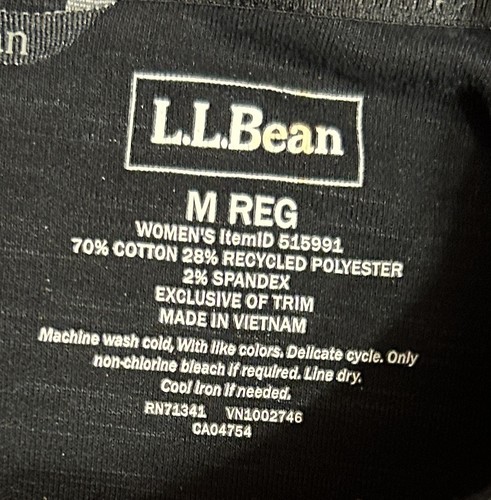 in
L.L.Bean
M REG
WOMEN'S ItemID 515991
70% COTTON 28% RECYCLED POLYESTER
2% SPANDEX
EXCLUSIVE OF TRIM
MADE IN VIETNAM
Machine wash cold, With like colors. Delicate cycle. Only
non-chlorine bleach if required. Line dry.
Cool Iron if needed.
RN71341 VN1002746
CA04754